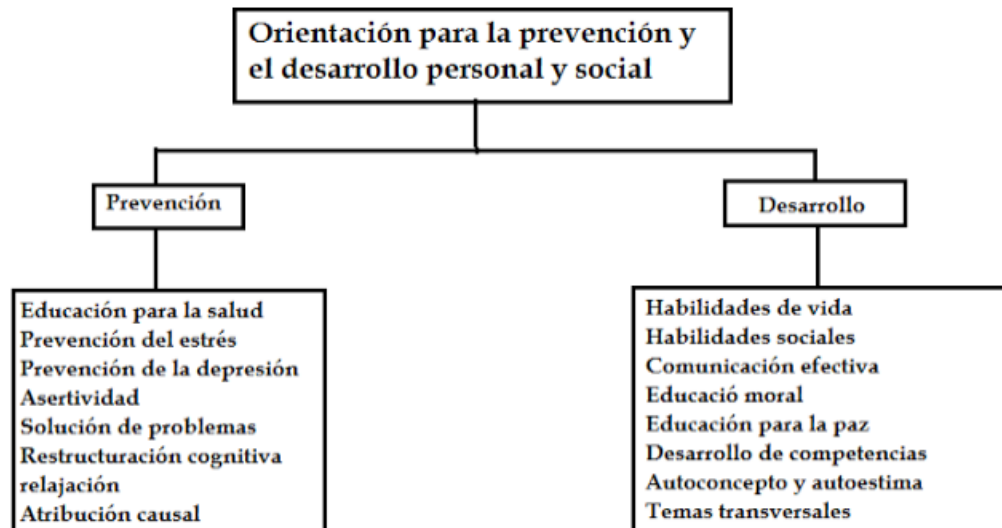 Orientación para la prevención y
el desarrollo personal y social
Prevención
Desarrollo
Educación para la salud
Prevención del estrés
Prevención de la depresión
Asertividad
Solución de problemas
Restructuración cognitiva
relajación
Atribución causal
Habilidades de vida
Habilidades sociales
Comunicación efectiva
Educació moral
Educación para la paz
Desarrollo de competencias
Autoconcepto y autoestima
Temas transversales